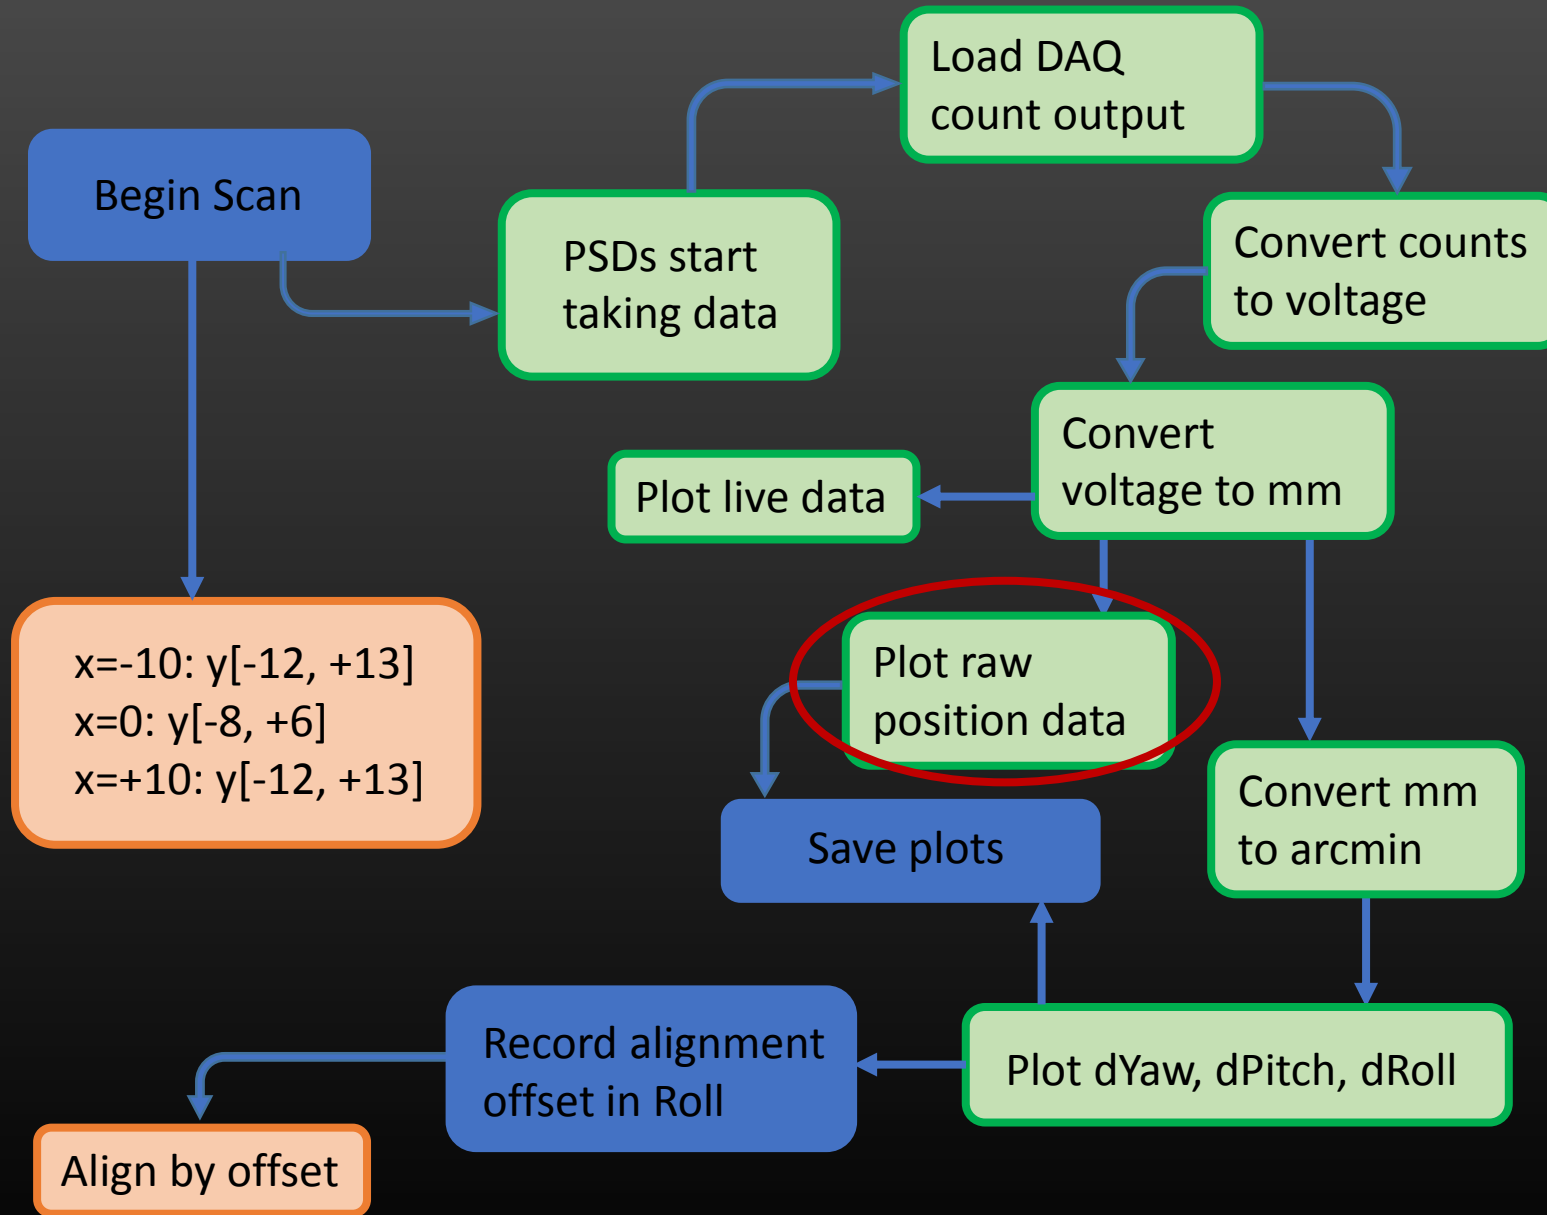 Load DAQ
count output
Begin Scan
PSDs start
taking data
Convert counts
to voltage
Convert
voltage to mm
Plot live data
x=-10: y[-12, +13]
x=0: y[-8, +6]
x=+10: y[-12, +13]
Plot raw
position data
Convert mm
to arcmin
Save plots
Record alignment
offset in Roll
Plot dYaw, dPitch, dRoll
Align by offset